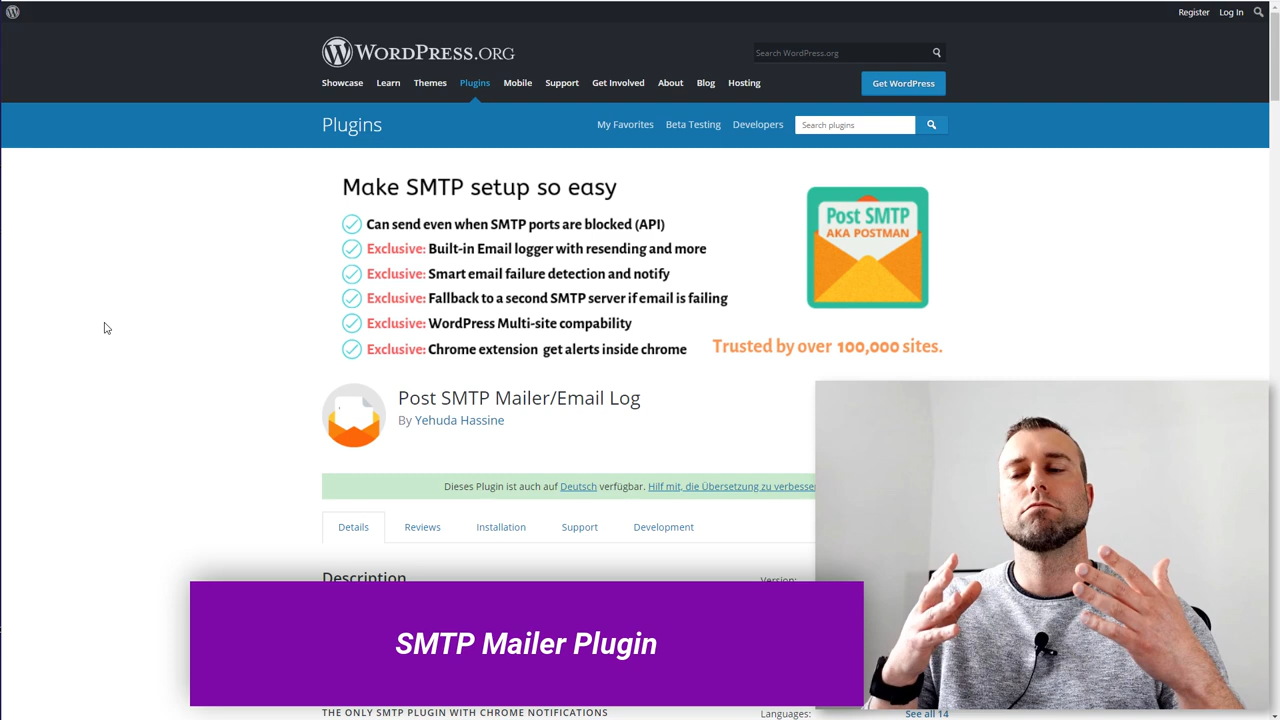 Register Log In
WORDPRESS.ORG
Search WordPress.org
Showcase Learn Themes Plugins Mobile Support Get Involved About Blog Hosting
Get WordPress
Plugins
My Favorites Beta Testing Developers
Search plugins
Make SMTP setup so easy
Can send even when SMTP ports are blocked (API)
Exclusive: Built-in Email logger with resending and more
Exclusive: Smart email failure detection and notify
Exclusive: Fallback to a second SMTP server if email is failing
Exclusive: WordPress Multi-site compability
Exclusive: Chrome extension get alerts inside chrome
Post SMTP
AKA POSTMAN
Trusted by over 100,000 sites.
Post SMTP Mailer/Email Log
By Yehuda Hassine
Dieses Plugin ist auch auf Deutsch verfügbar. Hilf mit, die Übersetzung zu verbesser
Details Reviews Installation Support Development
Description
Version:
SMTP Mailer Plugin
THE ONLY SMTP PLUGIN WITH CHROME NOTIFICATIONS
Languages: See all 14